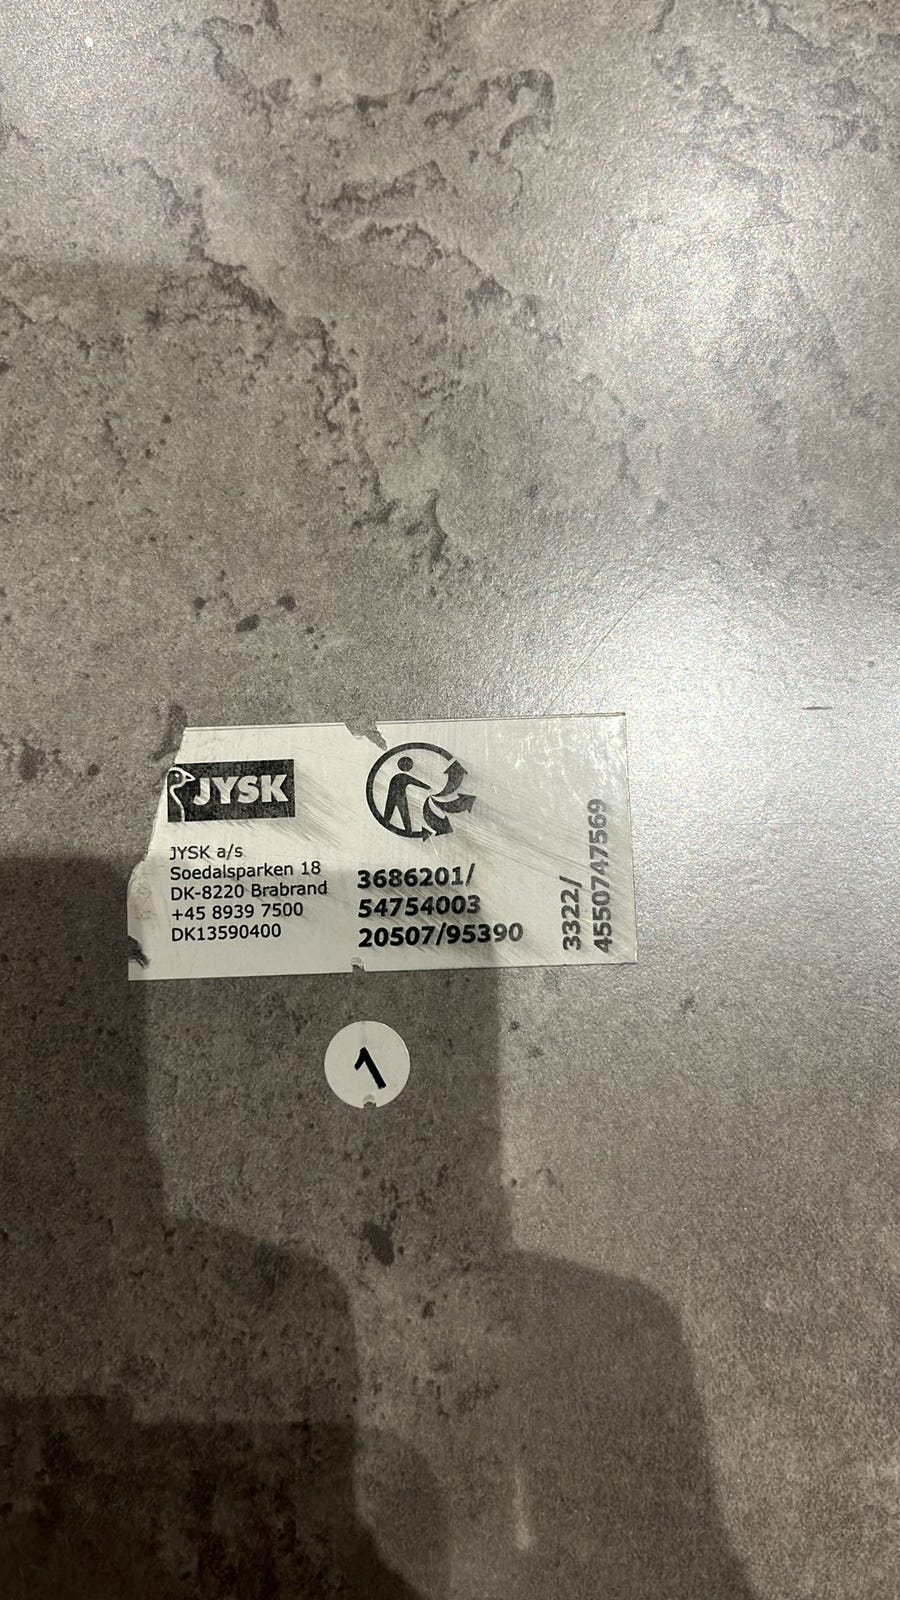 JYSK
JYSK a/s
Soedalsparken 18
DK-8220 Brabrand
+45 8939 7500
DK13590400
3686201/
54754003
20507/95390
3322/
4550747569
1